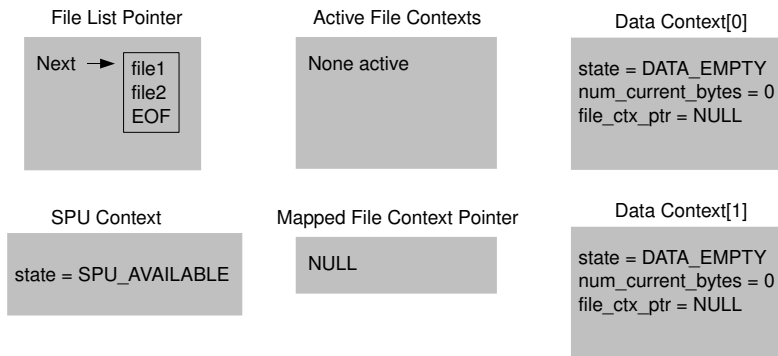 File List Pointer
Next
file1
file2
EOF
Active File Contexts
None active
Data Context[0]
state = DATA_EMPTY
num_current_bytes = 0
file_ctx_ptr = NULL
SPU Context
state = SPU_AVAILABLE
Mapped File Context Pointer
NULL
Data Context[1]
state = DATA_EMPTY
num_current_bytes = 0
file_ctx_ptr = NULL